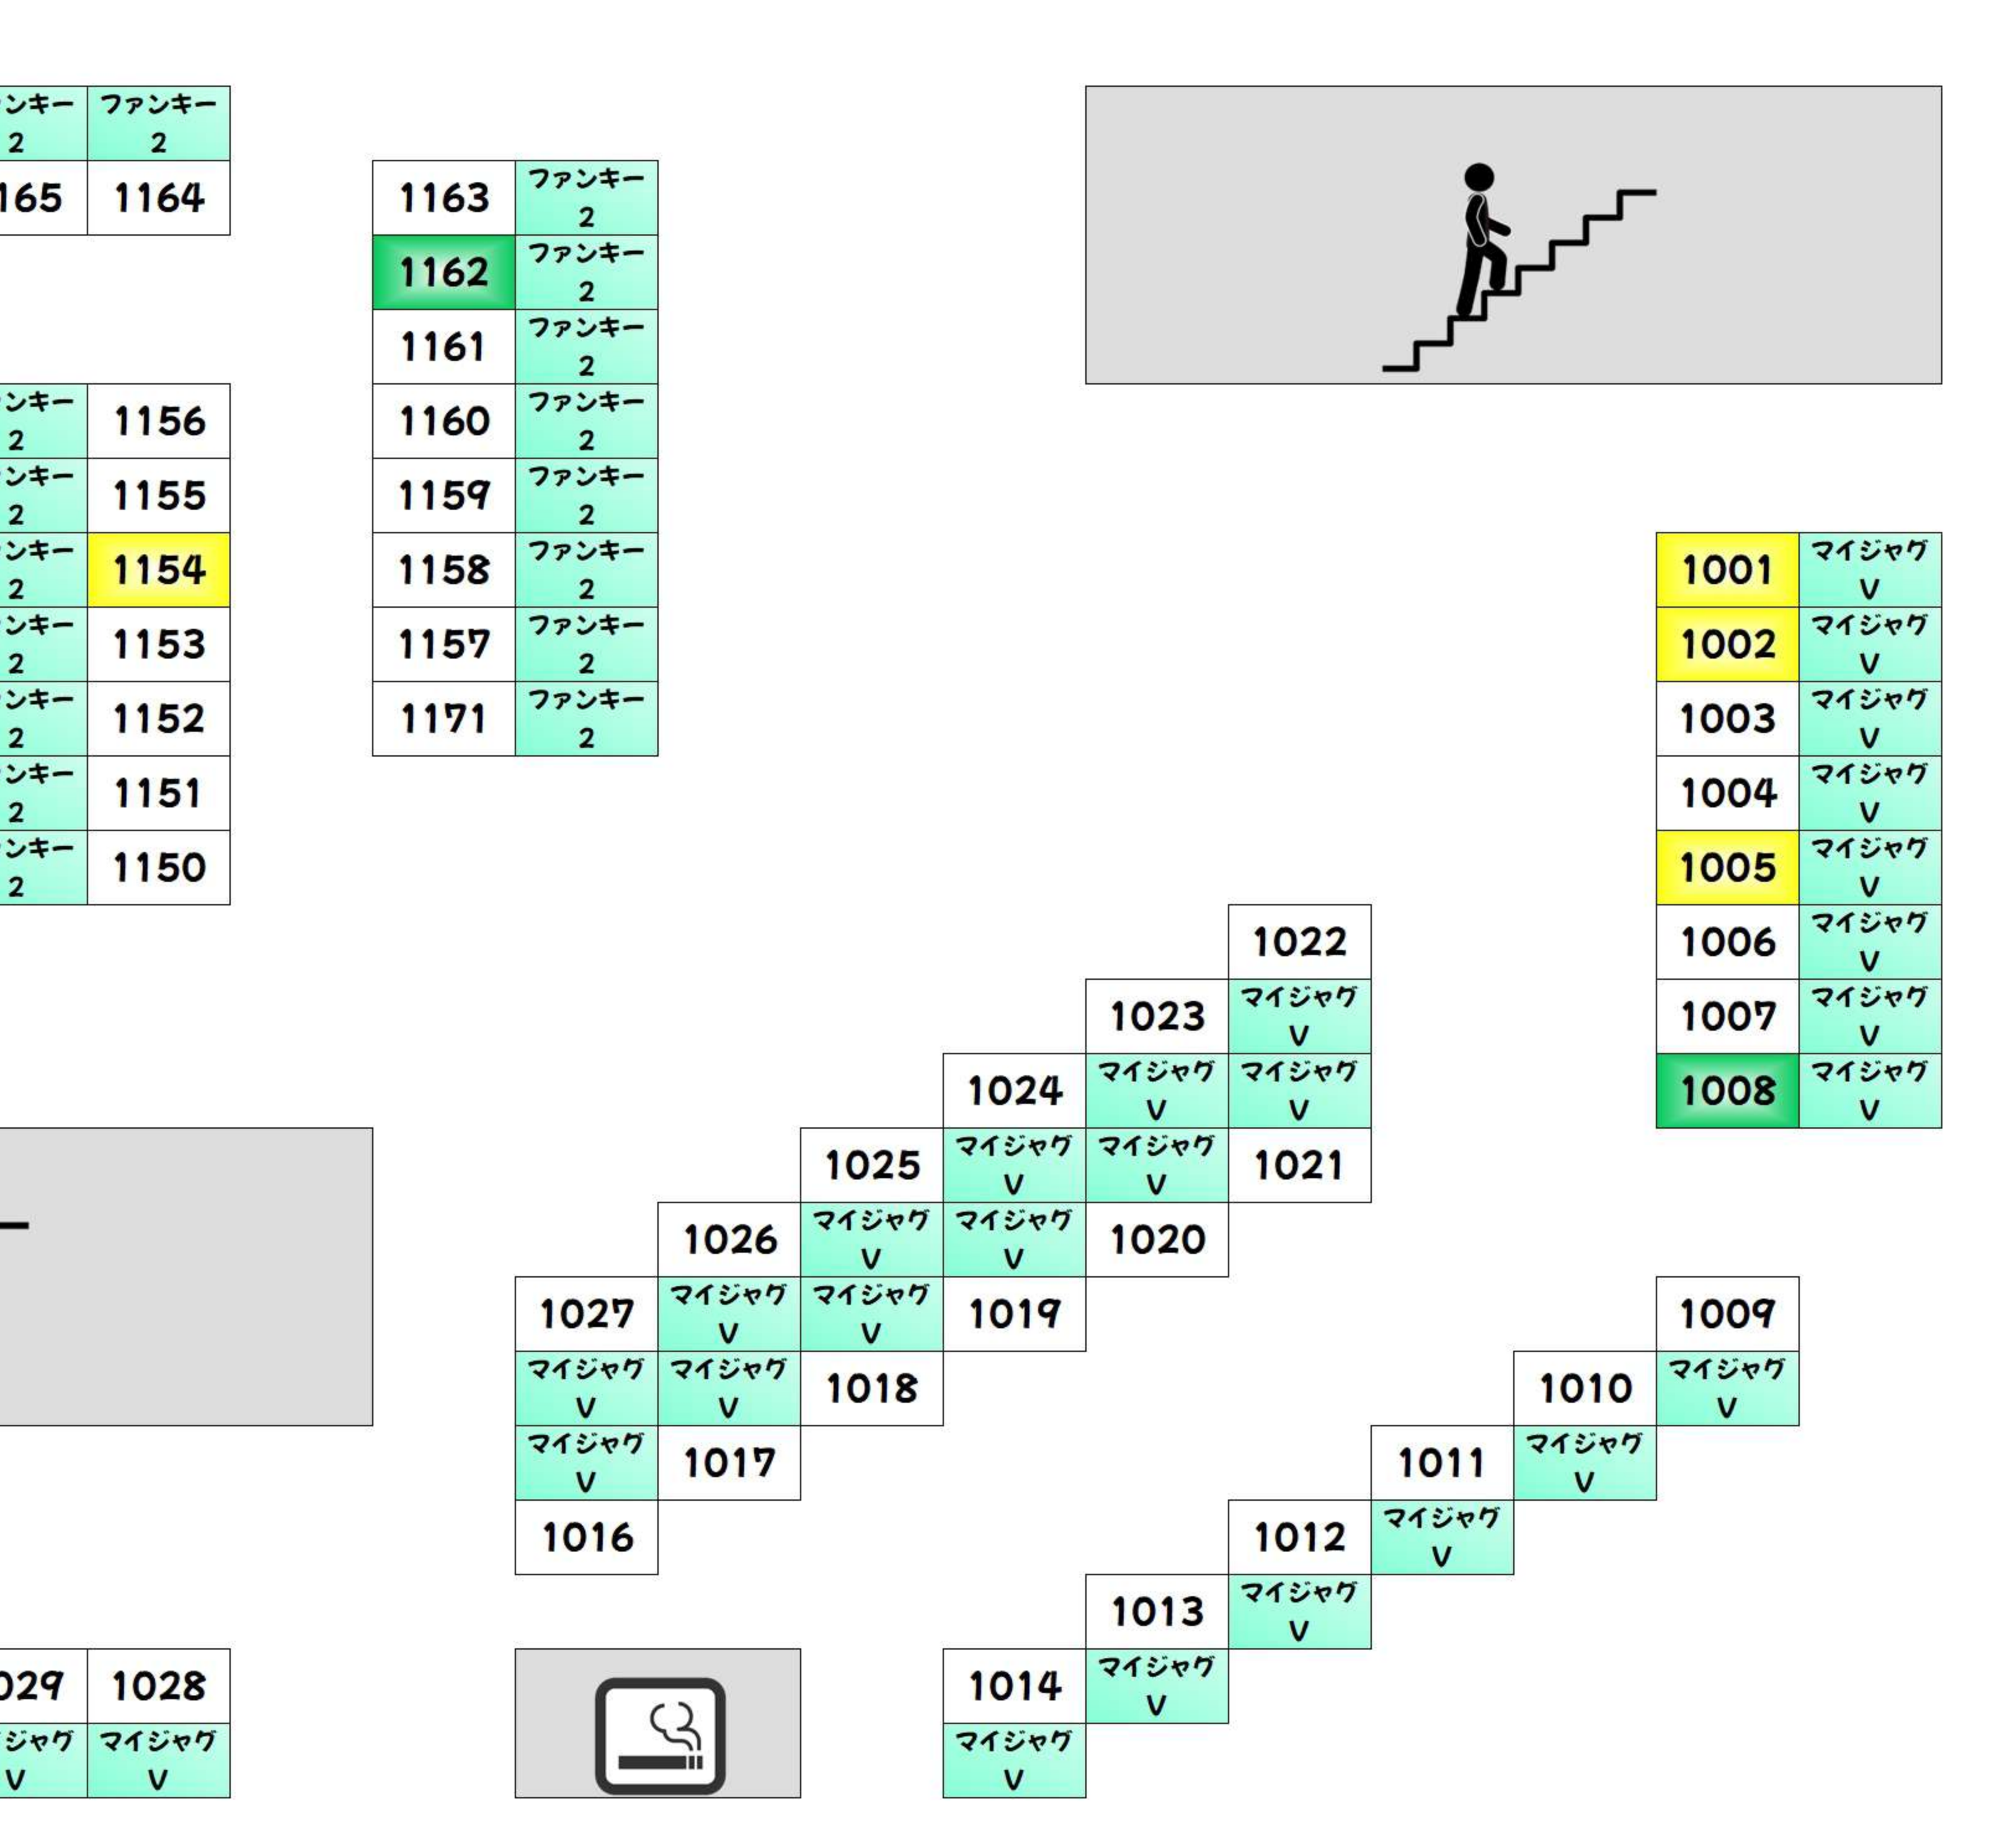 ンキー ファンキー
2 2
165 1164
1163 ファンキー
2
1162 ファンキー
2
1161 ファンキー
2
1160 ファンキー
2
1159 ファンキー
2
1158 ファンキー
2
1157 ファンキー
2
1171 ファンキー
2
ンキー 1156
2
ンキー 1155
2
ンキー 1154
2
ンキー 1153
2
ンキー 1152
2
ンキー 1151
2
ンキー 1150
2
1001 マイジャグ
V
1002 マイジャグ
V
1003 マイジャグ
V
1004 マイジャグ
V
1005 マイジャグ
V
1006 マイジャグ
V
1007 マイジャグ
V
1008 マイジャグ
V
1022
1023 マイジャグ
V
1024 マイジャグ マイジャグ
V V
1025 マイジャグ マイジャグ 1021
V V
1026 マイジャグ マイジャグ 1020
V V
1027 マイジャグ マイジャグ 1019
V V
マイジャグ マイジャグ 1018
V V
マイジャグ 1017
V
1016
1009
1010 マイジャグ
V
1011 マイジャグ
V
1012 マイジャグ
V
1013 マイジャグ
V
1014 マイジャグ
V
マイジャグ
V
029 1028
ジャグ マイジャグ
V V